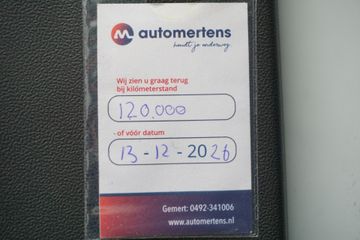 automertens
houdt je onderweg
Wij zien u graag terug
bij kilometerstand
120.000
of vóór datum
13-12-2026
Gemert: 0492-341006
www.automertens.nl